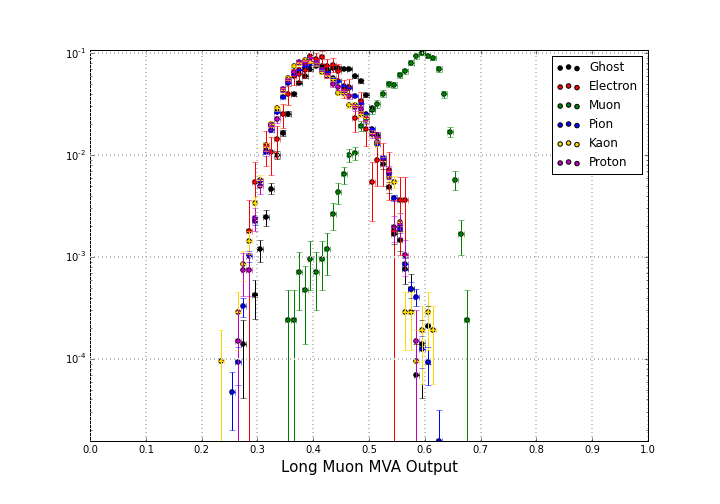 10⁻¹
10⁻²
10⁻³
10⁻⁴
Ghost
Electron
Muon
Pion
Kaon
Proton
0.0 0.1 0.2 0.3 0.4 0.5 0.6 0.7 0.8 0.9 1.0
Long Muon MVA Output